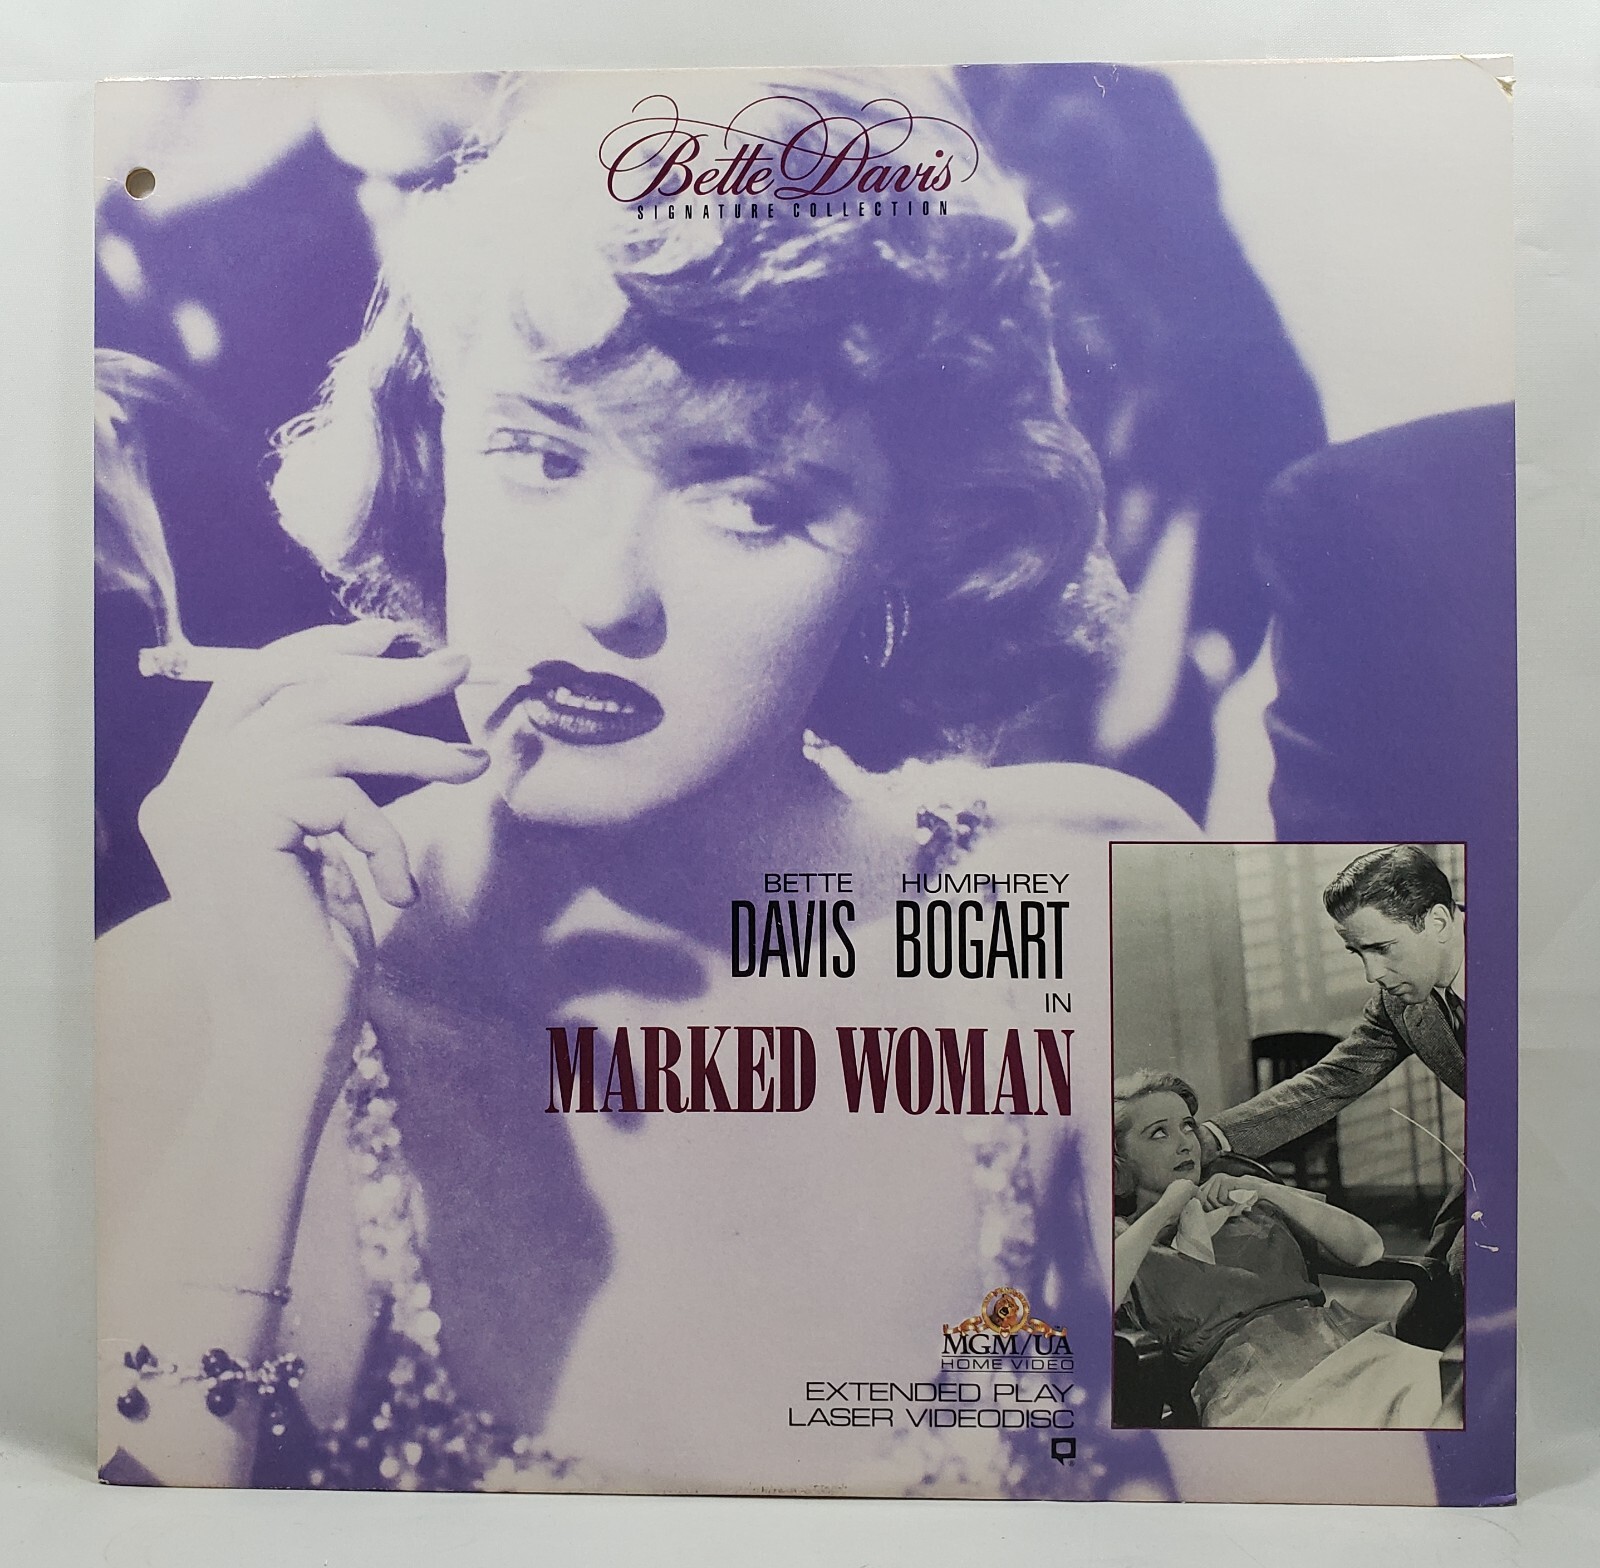 Bette Davis
SIGNATURE COLLECTION
BETTE HUMPHREY
DAVIS BOGART
IN
MARKED WOMAN
MGM/UA
HOME VIDEO
EXTENDED PLAY
LASER VIDEODISC